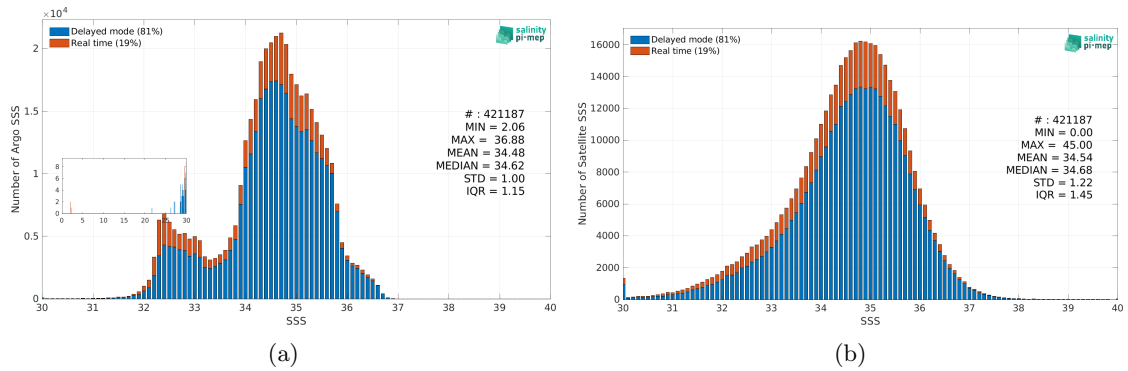 ×10⁴
Number of Argo SSS
2
1.5
1
0.5
0
Delayed mode (81%)
Real time (19%)
salinity
pi-mep
# : 421187
MIN = 2.06
MAX = 36.88
MEAN = 34.48
MEDIAN = 34.62
STD = 1.00
IQR = 1.15
8
6
4
2
0
0 5 10 15 20 25 30
30 31 32 33 34 35 36 37 38 39 40
SSS
(a)
Number of Satellite SSS
16000
14000
12000
10000
8000
6000
4000
2000
0
Delayed mode (81%)
Real time (19%)
salinity
pi-mep
# : 421187
MIN = 0.00
MAX = 45.00
MEAN = 34.54
MEDIAN = 34.68
STD = 1.22
IQR = 1.45
30 31 32 33 34 35 36 37 38 39 40
SSS
(b)